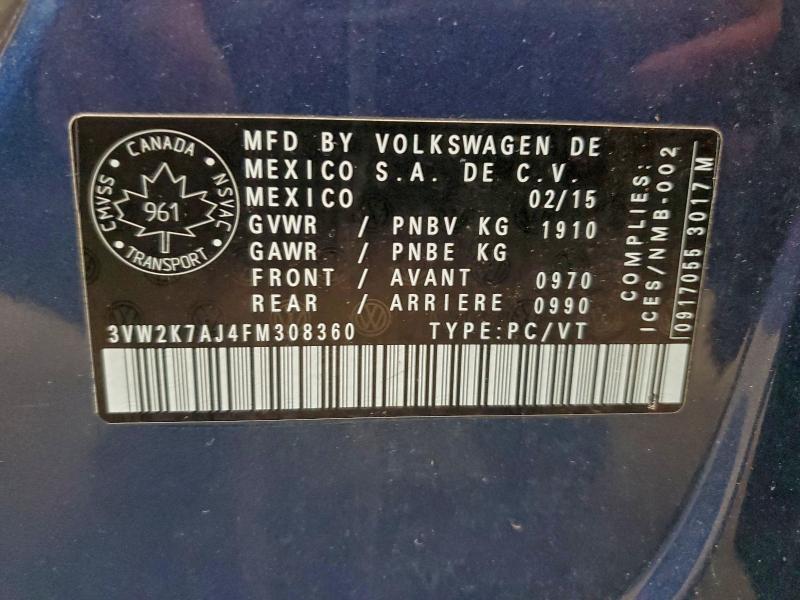 CANADA
CMVSS
NSVAC
961
TRANSPORT
MFD BY VOLKSWAGEN DE
MEXICO S.A. DE C.V.
MEXICO 02/15
GVWR / PNBV KG 1910
GAWR / PNBE KG
FRONT / AVANT 0970
REAR / ARRIERE 0990
3VW2K7AJ4FM308360 TYPE:PC/VT
COMPLIES:
ICES/NMB-002
0917055 3017 M